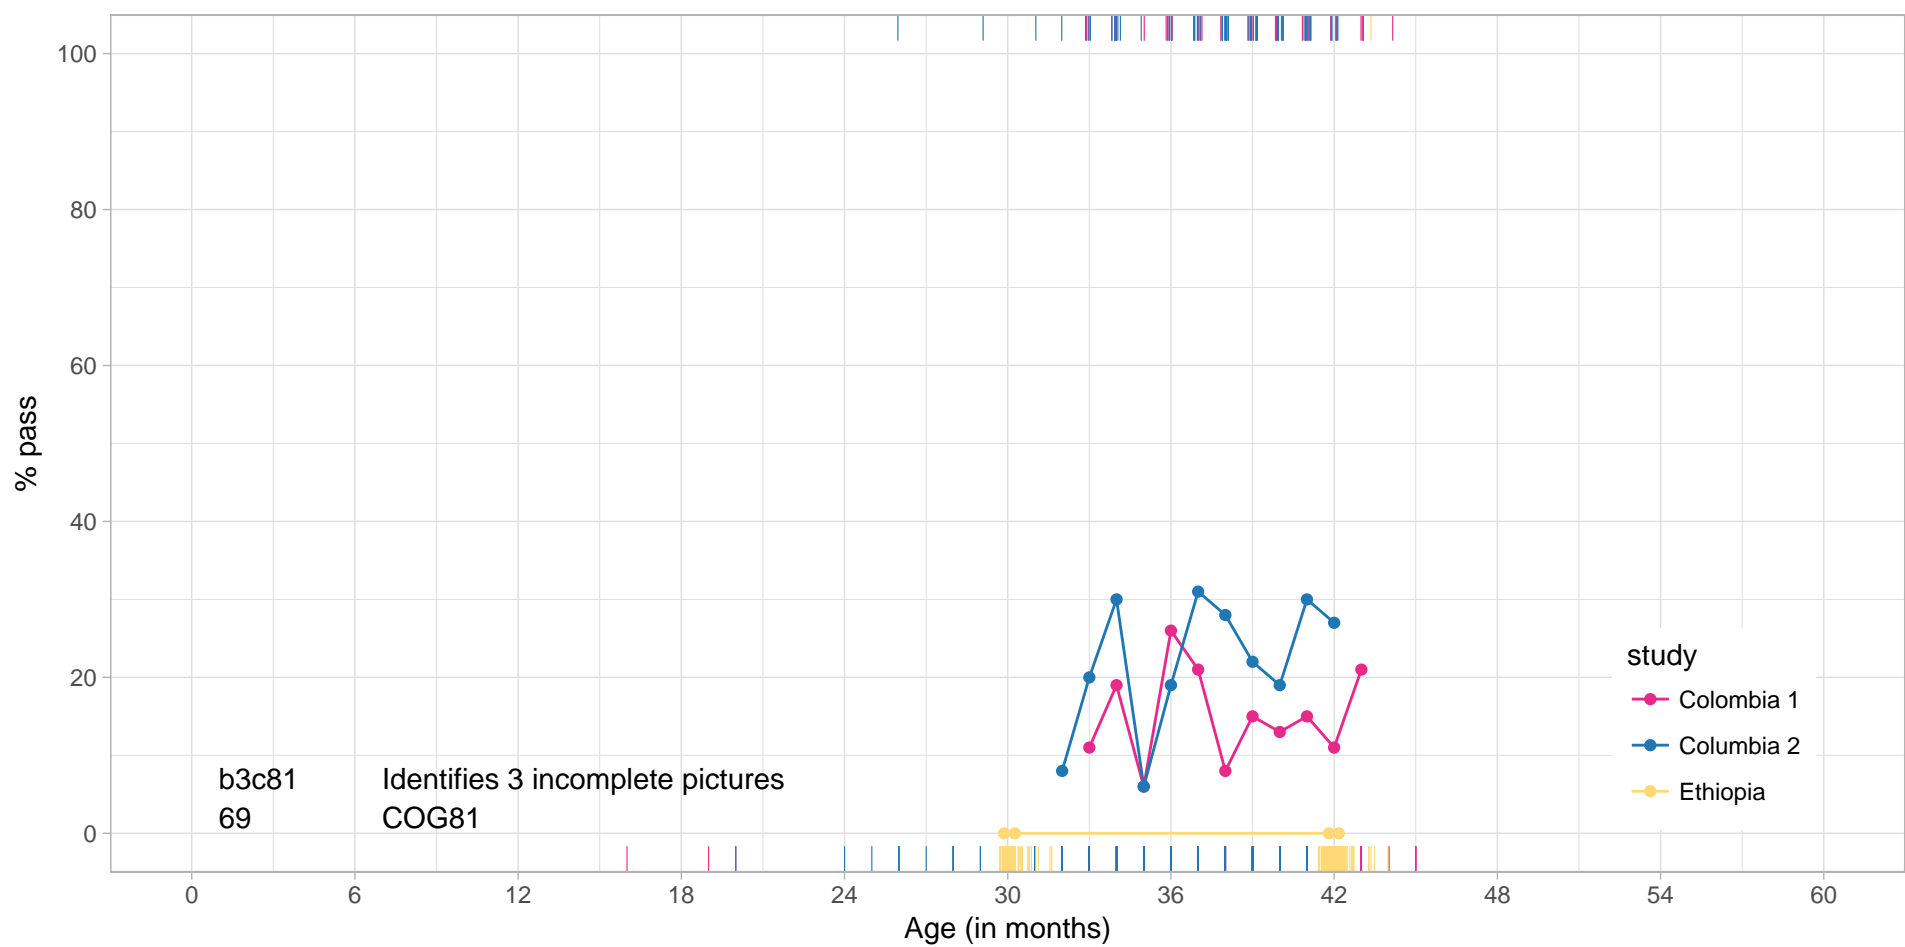 100
80
60
40
20
0
% pass
b3c81 Identifies 3 incomplete pictures
69 COG81
study
Colombia 1
Columbia 2
Ethiopia
0 6 12 18 24 30 36 42 48 54 60
Age (in months)